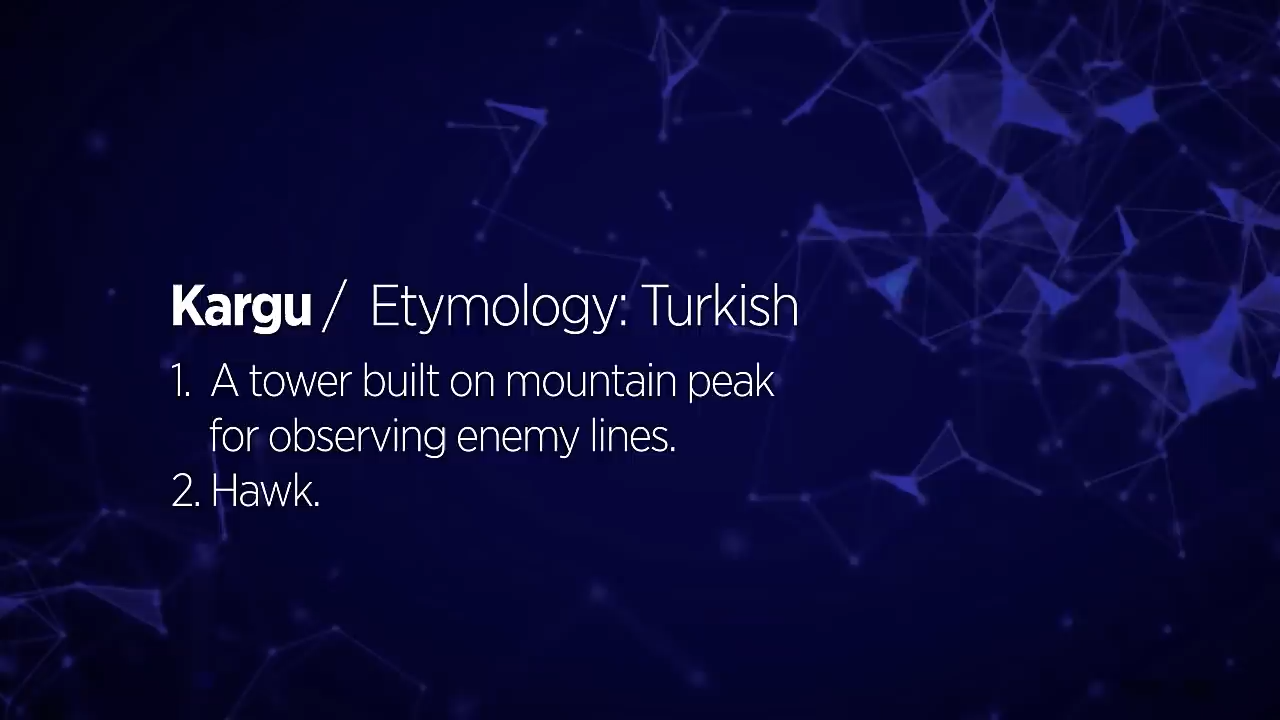 Kargu / Etymology: Turkish
1. A tower built on mountain peak
for observing enemy lines.
2. Hawk.